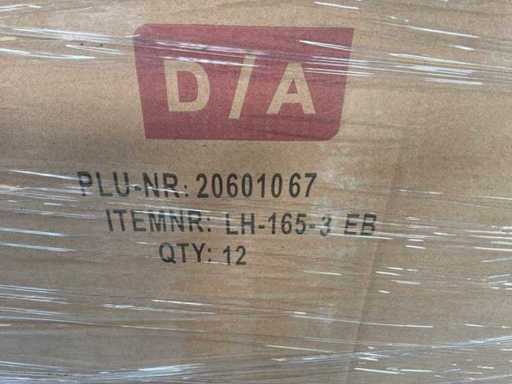 D/A
PLU-NR: 20601067
ITEMNR: LH-165-3 EB
QTY: 12